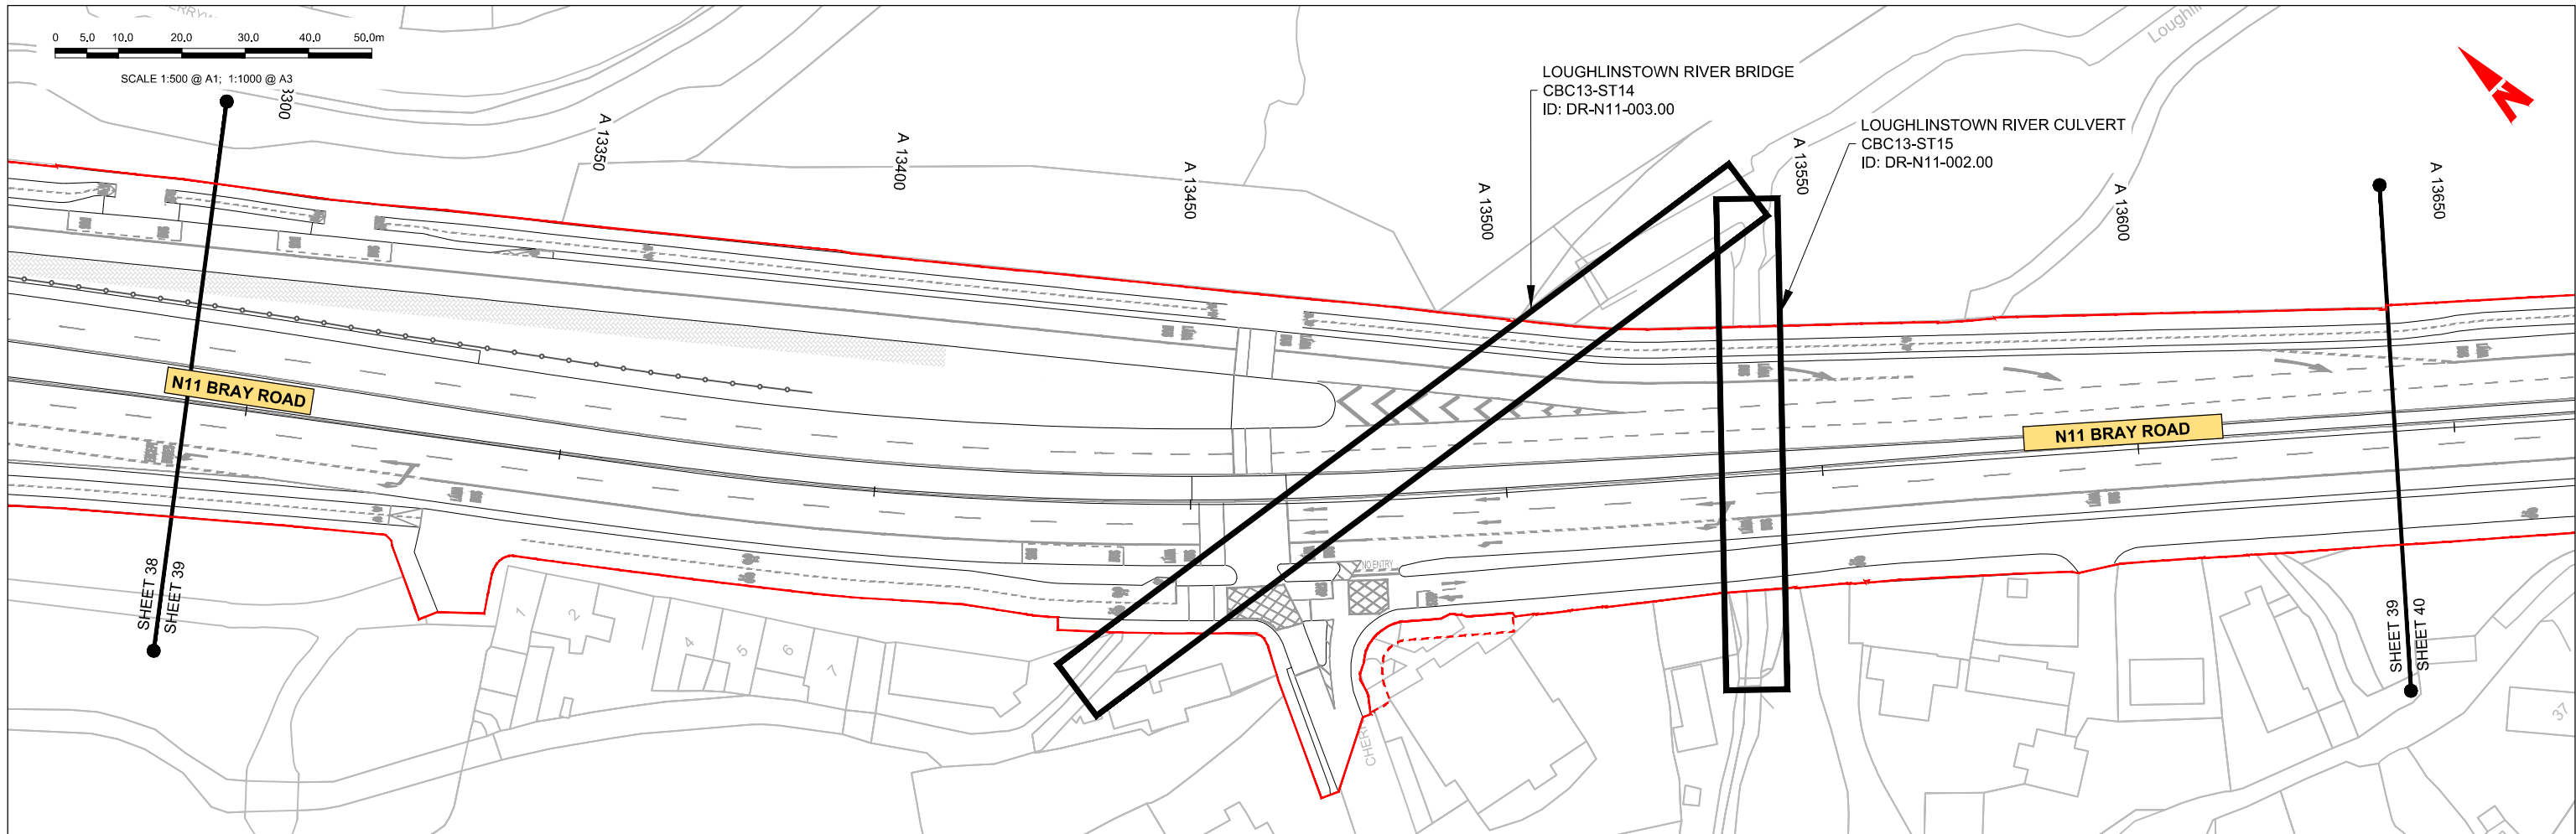 0 5.0 10.0 20.0 30.0 40.0 50.0m
SCALE 1:500 @ A1; 1:1000 @ A3
A 13350
A 13400
A 13450
A 13500
A 13550
A 13600
A 13650
LOUGHLINSTOWN RIVER BRIDGE
CBC13-ST14
ID: DR-N11-003.00
LOUGHLINSTOWN RIVER CULVERT
CBC13-ST15
ID: DR-N11-002.00
N
N11 BRAY ROAD
N11 BRAY ROAD
NO ENTRY
SHEET 38
SHEET 39
SHEET 39
SHEET 40
1
2
4
5
6
7
37